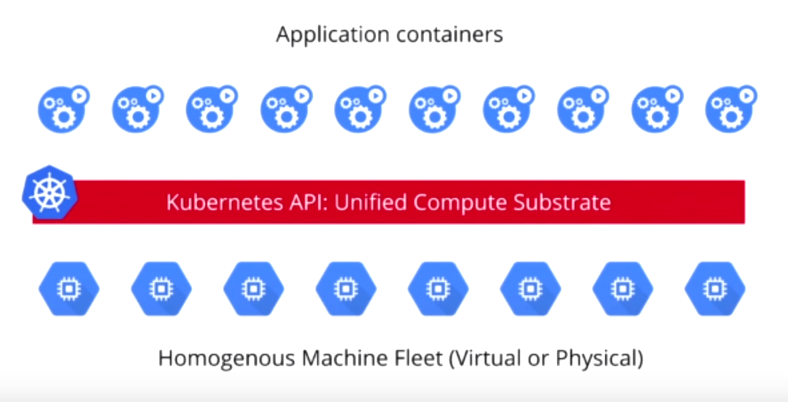 Application containers
Kubernetes API: Unified Compute Substrate
Homogenous Machine Fleet (Virtual or Physical)